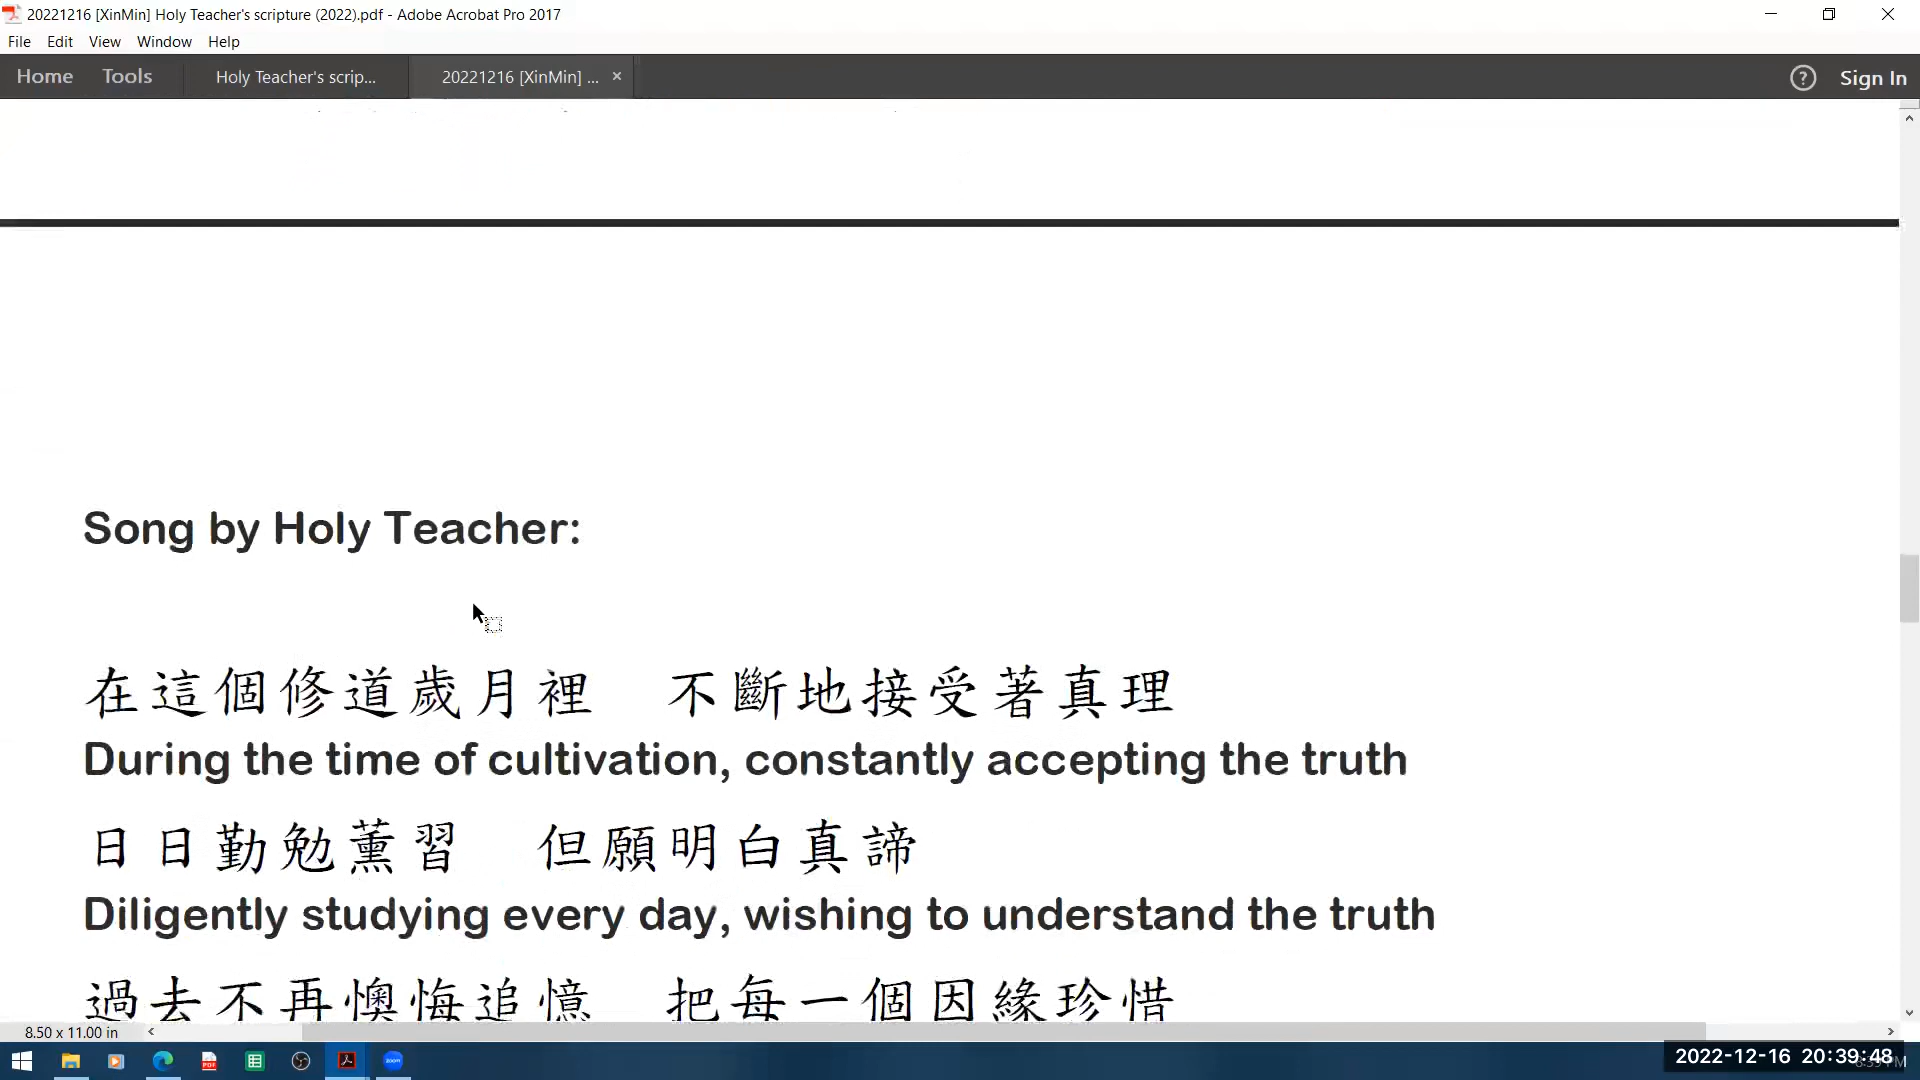 20221216 [XinMin] Holy Teacher's scripture (2022).pdf - Adobe Acrobat Pro 2017
File Edit View Window Help
Home Tools Holy Teacher's scrip... 20221216 [XinMin] ... × ? Sign In
Song by Holy Teacher:
在這個修道歲月裡 不斷地接受著真理
During the time of cultivation, constantly accepting the truth
日日勤勉薰習 但願明白真諦
Diligently studying every day, wishing to understand the truth
過去不再懊悔追憶 把每一個因緣珍惜
8.50 x 11.00 in
PDF zoom
2022-12-16 20:39:48